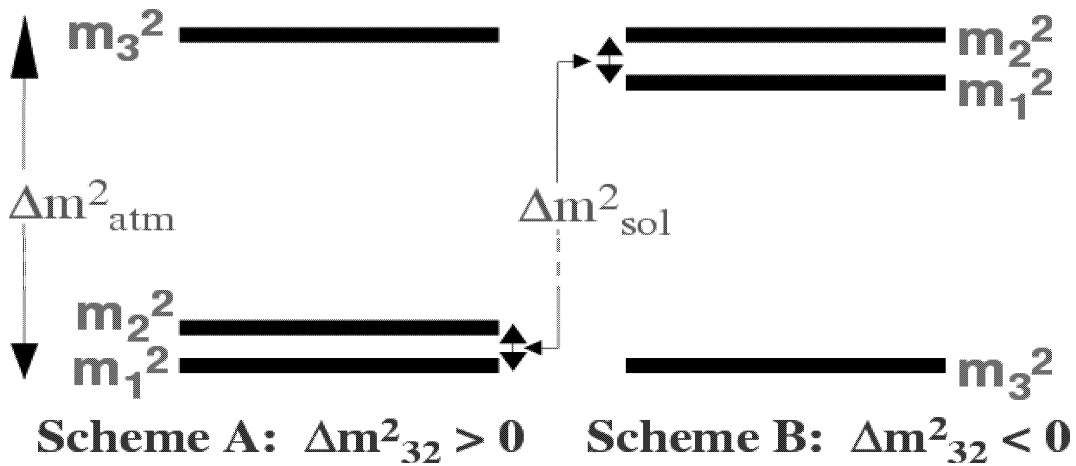 m₃²
m₂²
m₁²
Δm²atm
Δm²sol
m₂²
m₁²
m₃²
Scheme A: Δm²₃₂ > 0
Scheme B: Δm²₃₂ < 0